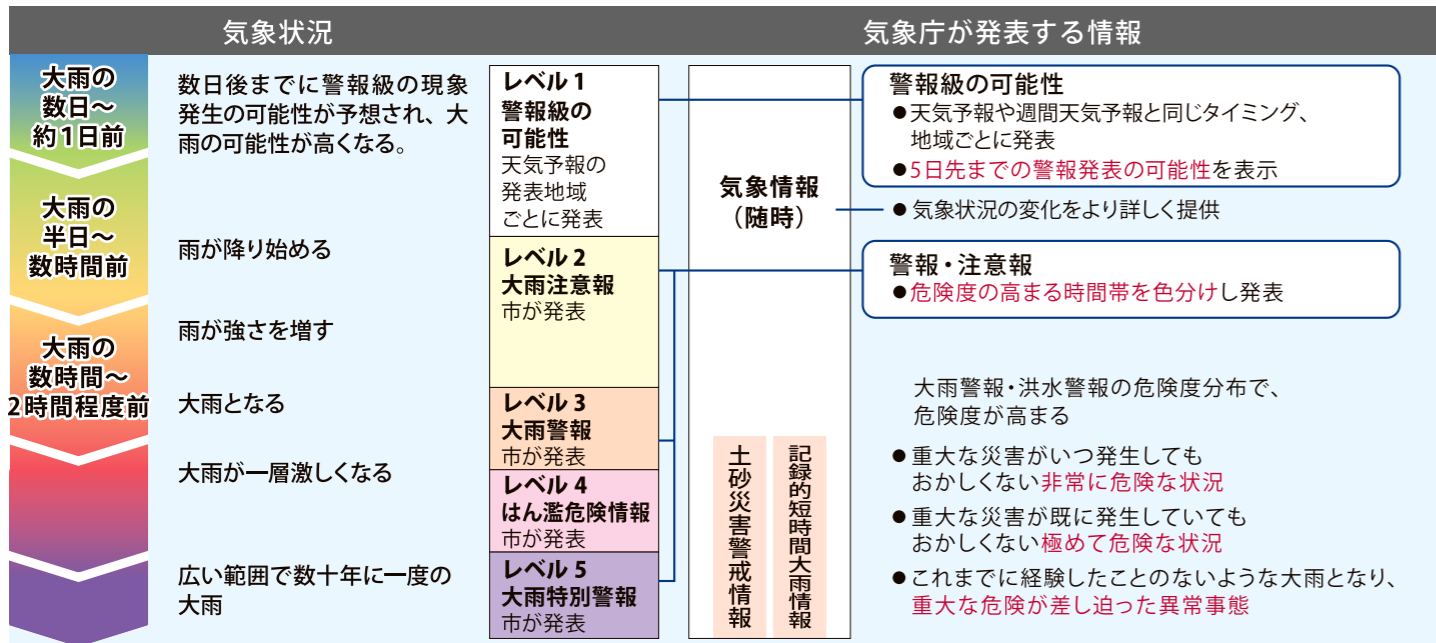 気象状況
気象庁が発表する情報
大雨の
数日～
約1日前
大雨の
半日～
数時間前
大雨の
数時間～
2時間程度前
数日後までに警報級の現象
発生の可能性が予想され、大
雨の可能性が高くなる。
雨が降り始める
雨が強さを増す
大雨となる
大雨が一層激しくなる
広い範囲で数十年に一度の
大雨
レベル 1
警報級の
可能性
天気予報の
発表地域
ごとに発表
レベル 2
大雨注意報
市が発表
レベル 3
大雨警報
市が発表
レベル 4
はん濫危険情報
市が発表
レベル 5
大雨特別警報
市が発表
気象情報
（随時）
土砂災害警戒情報
記録的短時間大雨情報
警報級の可能性
●天気予報や週間天気予報と同じタイミング、
地域ごとに発表
●5日先までの警報発表の可能性を表示
●気象状況の変化をより詳しく提供
警報・注意報
●危険度の高まる時間帯を色分けし発表
大雨警報・洪水警報の危険度分布で、
危険度が高まる
●重大な災害がいつ発生しても
おかしくない非常に危険な状況
●重大な災害が既に発生していても
おかしくない極めて危険な状況
●これまでに経験したことのないような大雨となり、
重大な危険が差し迫った異常事態